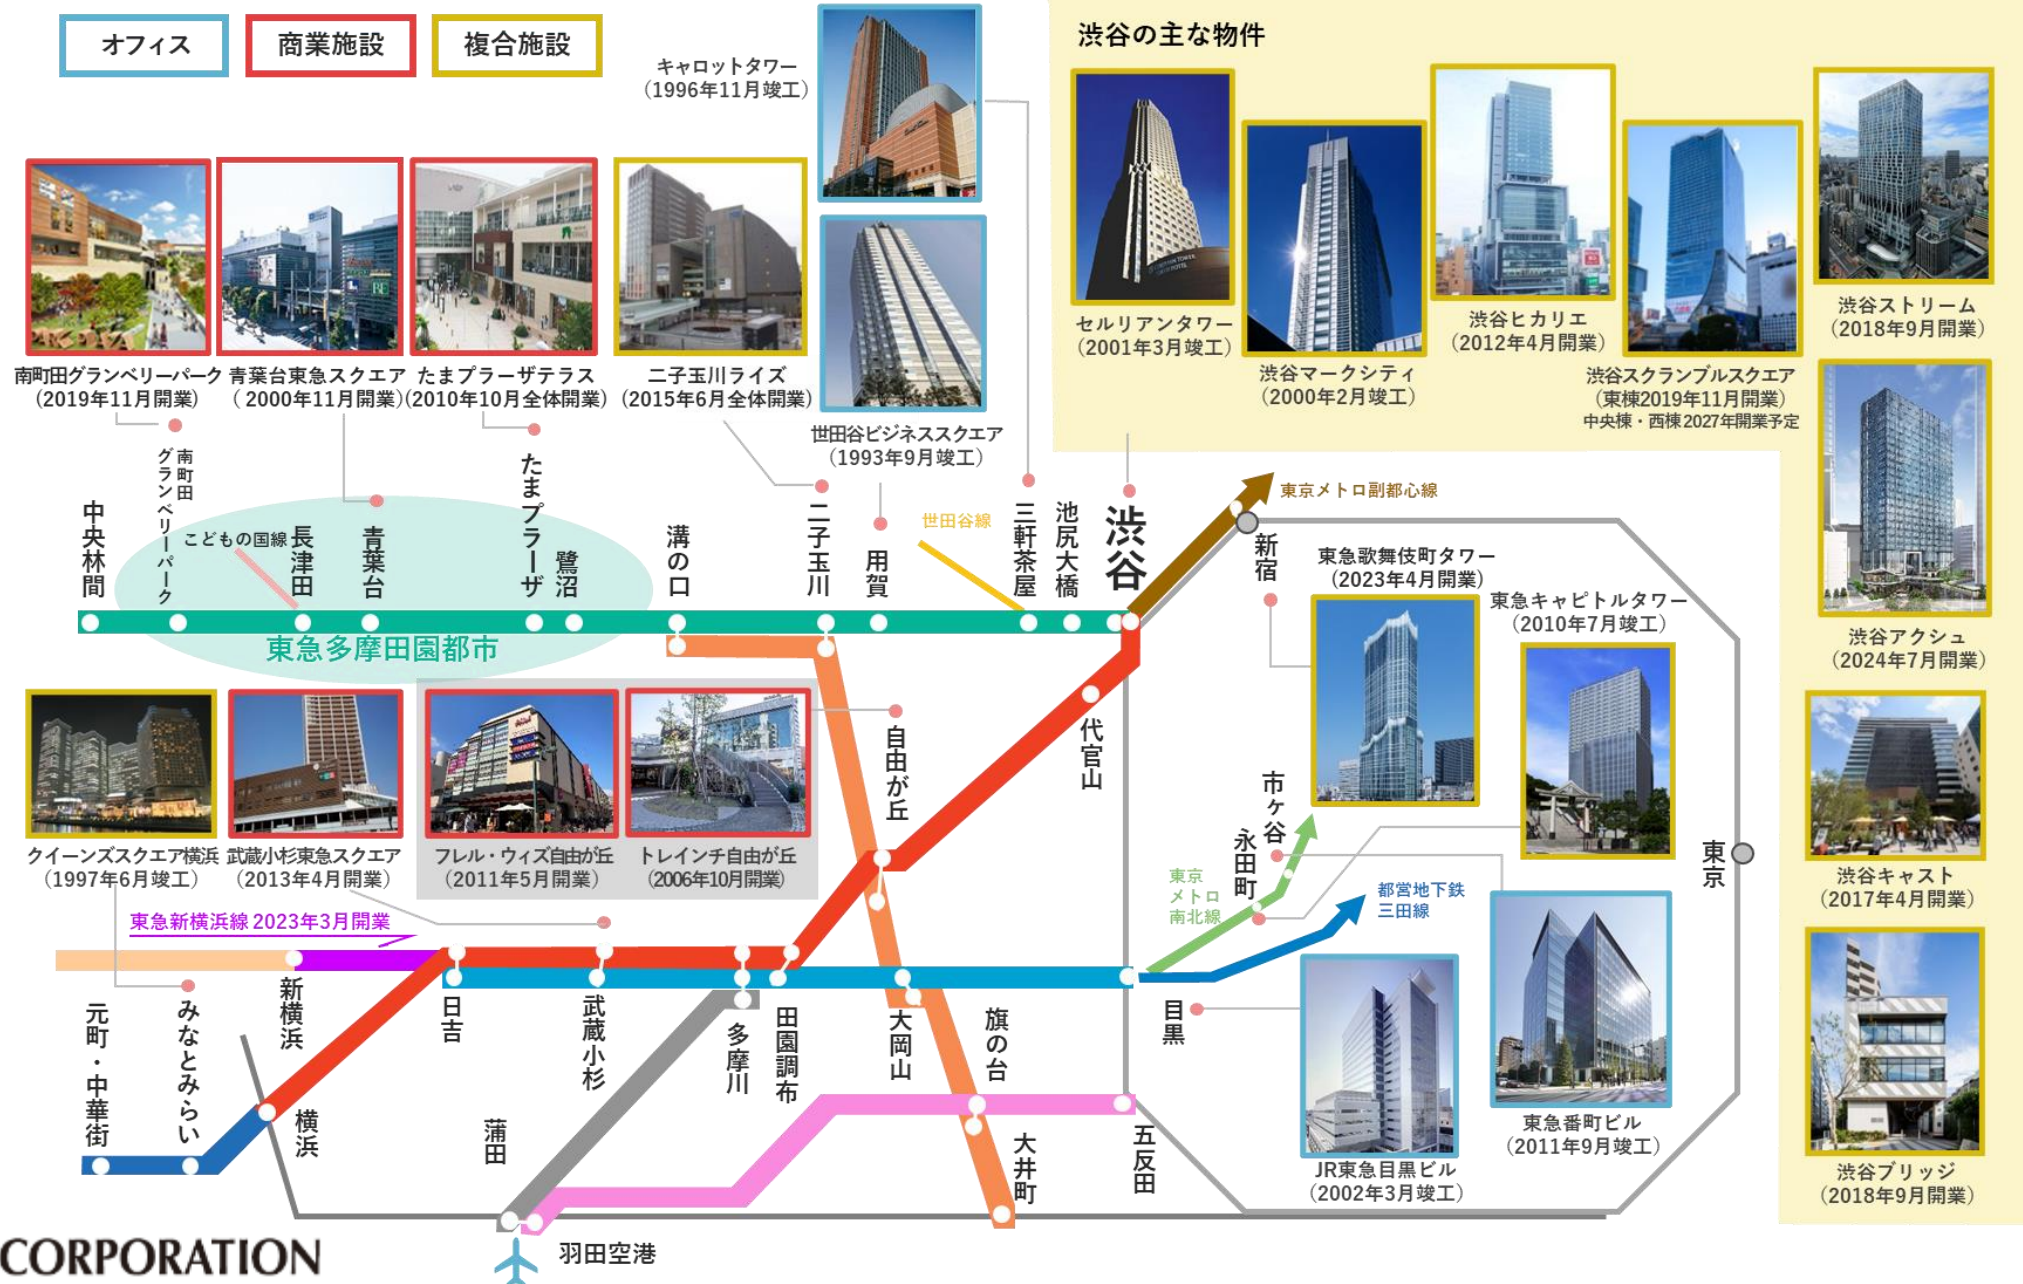 オフィス
商業施設
複合施設
キャロットタワー
（1996年11月竣工）
渋谷の主な物件
セルリアンタワー
（2001年3月竣工）
渋谷マークシティ
（2000年2月竣工）
渋谷ヒカリエ
（2012年4月開業）
渋谷スクランブルスクエア
（東棟2019年11月開業）
中央棟・西棟2027年開業予定
渋谷ストリーム
（2018年9月開業）
渋谷アクシュ
（2024年7月開業）
渋谷キャスト
（2017年4月開業）
渋谷ブリッジ
（2018年9月開業）
南町田グランベリーパーク
（2019年11月開業）
青葉台東急スクエア
（2000年11月開業）
たまプラーザテラス
（2010年10月全体開業）
二子玉川ライズ
（2015年6月全体開業）
世田谷ビジネススクエア
（1993年9月竣工）
中央林間
南町田
グランベリーパーク
こどもの国線
長津田
青葉台
たまプラーザ
鷺沼
溝の口
二子玉川
用賀
世田谷線
三軒茶屋
池尻大橋
渋谷
東京メトロ副都心線
新宿
東急多摩田園都市
東急歌舞伎町タワー
（2023年4月開業）
東急キャピトルタワー
（2010年7月竣工）
クイーンズスクエア横浜
（1997年6月竣工）
武蔵小杉東急スクエア
（2013年4月開業）
フレル・ウィズ自由が丘
（2011年5月開業）
トレインチ自由が丘
（2006年10月開業）
自由が丘
代官山
市ヶ谷
永田町
東京
東京
メトロ
南北線
都営地下鉄
三田線
東急新横浜線 2023年3月開業
元町・中華街
みなとみらい
新横浜
横浜
日吉
武蔵小杉
多摩川
田園調布
大岡山
旗の台
目黒
蒲田
大井町
五反田
JR東急目黒ビル
（2002年3月竣工）
東急番町ビル
（2011年9月竣工）
羽田空港
CORPORATION